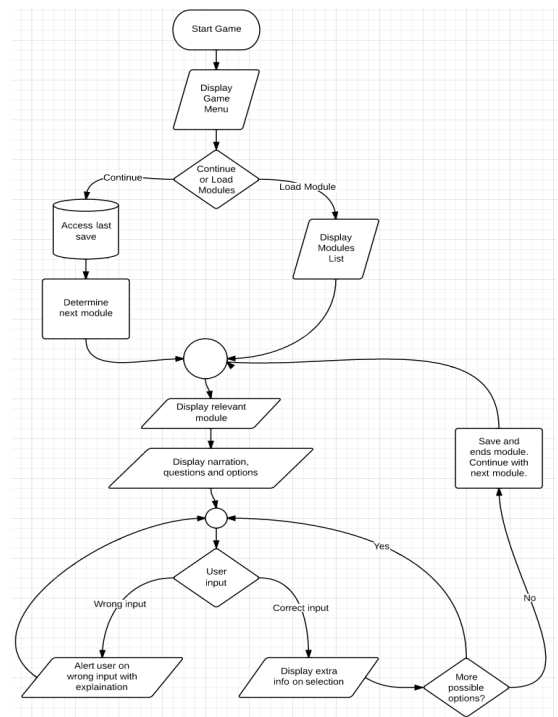 Start Game
Display
Game
Menu
Continue
or Load
Modules
Continue
Load Module
Access last
save
Display
Modules
List
Determine
next module
Display relevant
module
Save and
ends module.
Continue with
next module.
Display narration,
questions and options
Yes
User
input
Wrong input
Correct input
No
Alert user on
wrong input with
explaination
Display extra
info on selection
More
possible
options?